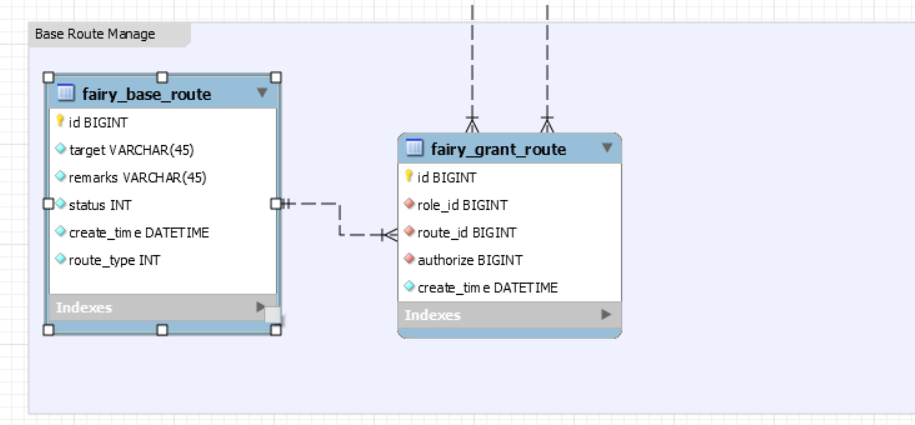 Base Route Manage
fairy_base_route
id BIGINT
target VARCHAR(45)
remarks VARCHAR(45)
status INT
create_time DATETIME
route_type INT
Indexes
fairy_grant_route
id BIGINT
role_id BIGINT
route_id BIGINT
authorize BIGINT
create_time DATETIME
Indexes